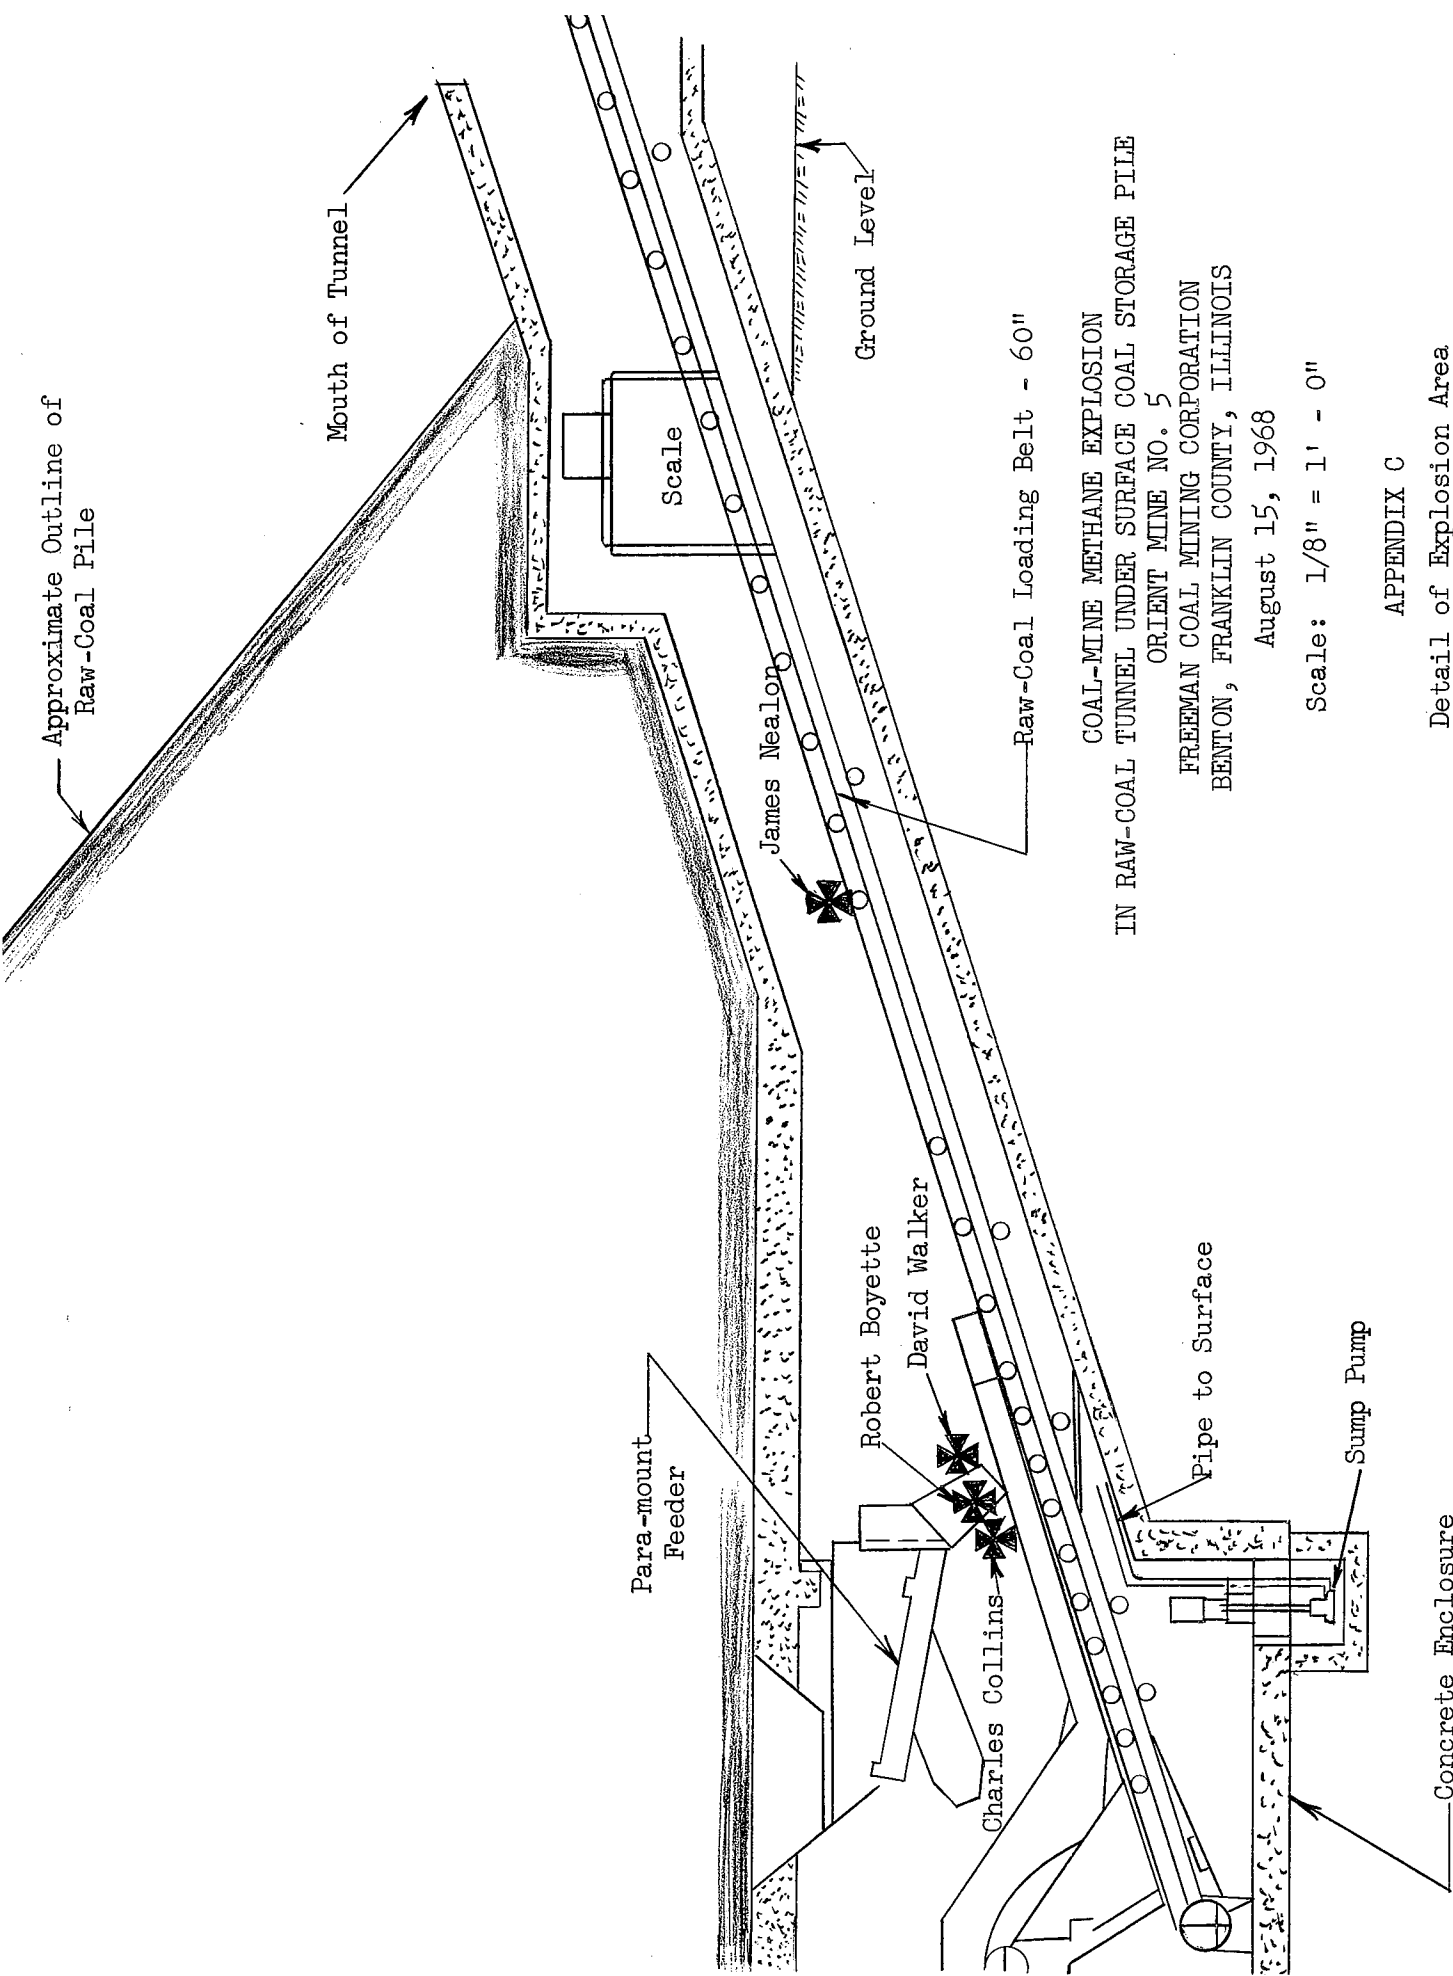 Approximate Outline of
Raw-Coal Pile
Mouth of Tunnel
Scale
Ground Level
James Nealon
Raw-Coal Loading Belt - 60"
Para-mount
Feeder
Robert Boyette
David Walker
Charles Collins
Pipe to Surface
Sump Pump
Concrete Enclosure
COAL-MINE METHANE EXPLOSION
IN RAW-COAL TUNNEL UNDER SURFACE COAL STORAGE PILE
ORIENT MINE NO. 5
FREEMAN COAL MINING CORPORATION
BENTON, FRANKLIN COUNTY, ILLINOIS
August 15, 1968
Scale: 1/8" = 1' - 0"
APPENDIX C
Detail of Explosion Area